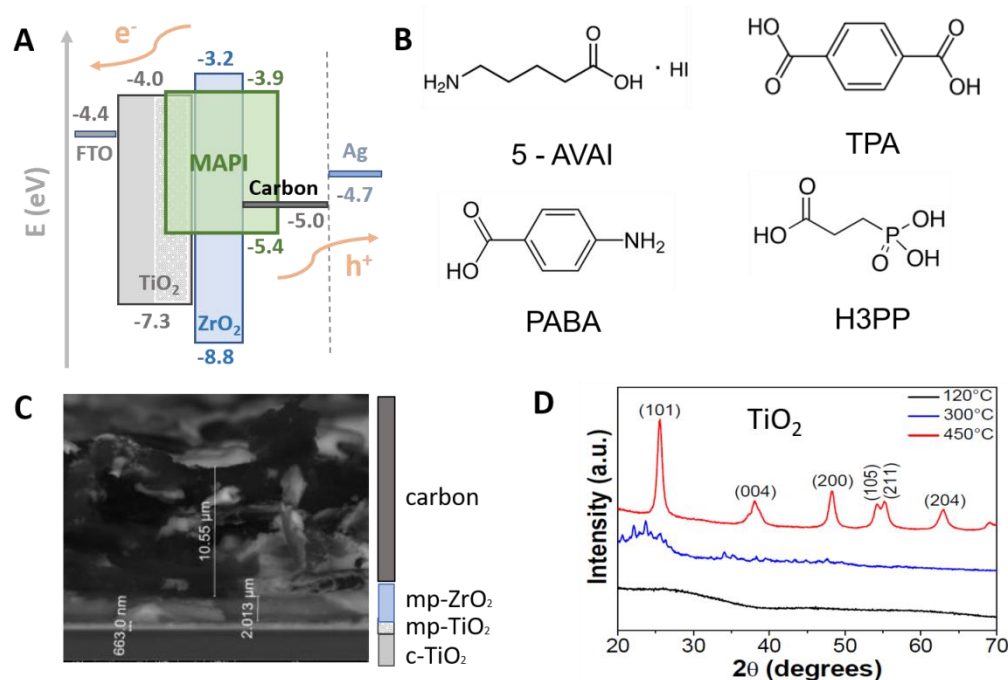 A
e⁻
-3.2
-4.0
-3.9
-4.4
FTO
MAPI
Ag
Carbon
-4.7
-5.0
E (eV)
-5.4
TiO₂
h⁺
-7.3
ZrO₂
-8.8
B
O
H₂N
OH
· HI
5 - AVAI
O
HO
OH
O
TPA
O
HO
NH₂
PABA
O
HO
OH
P
O
OH
H3PP
C
10.55 µm
663.0 nm
2.013 µm
carbon
mp-ZrO₂
mp-TiO₂
c-TiO₂
D
TiO₂
120°C
300°C
450°C
(101)
(004)
(200)
(105)
(211)
(204)
Intensity (a.u.)
20 30 40 50 60 70
2θ (degrees)